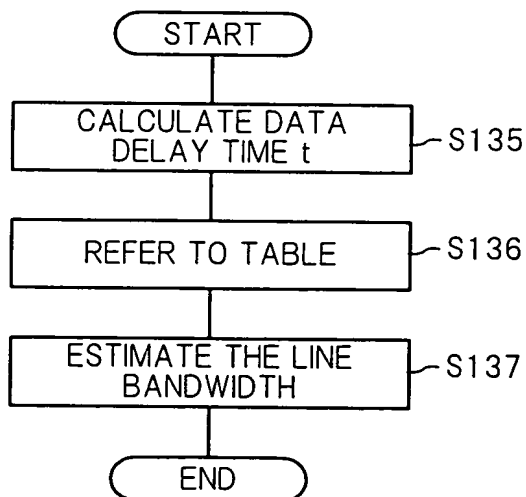 START
CALCULATE DATA
DELAY TIME t
S135
REFER TO TABLE
S136
ESTIMATE THE LINE
BANDWIDTH
S137
END